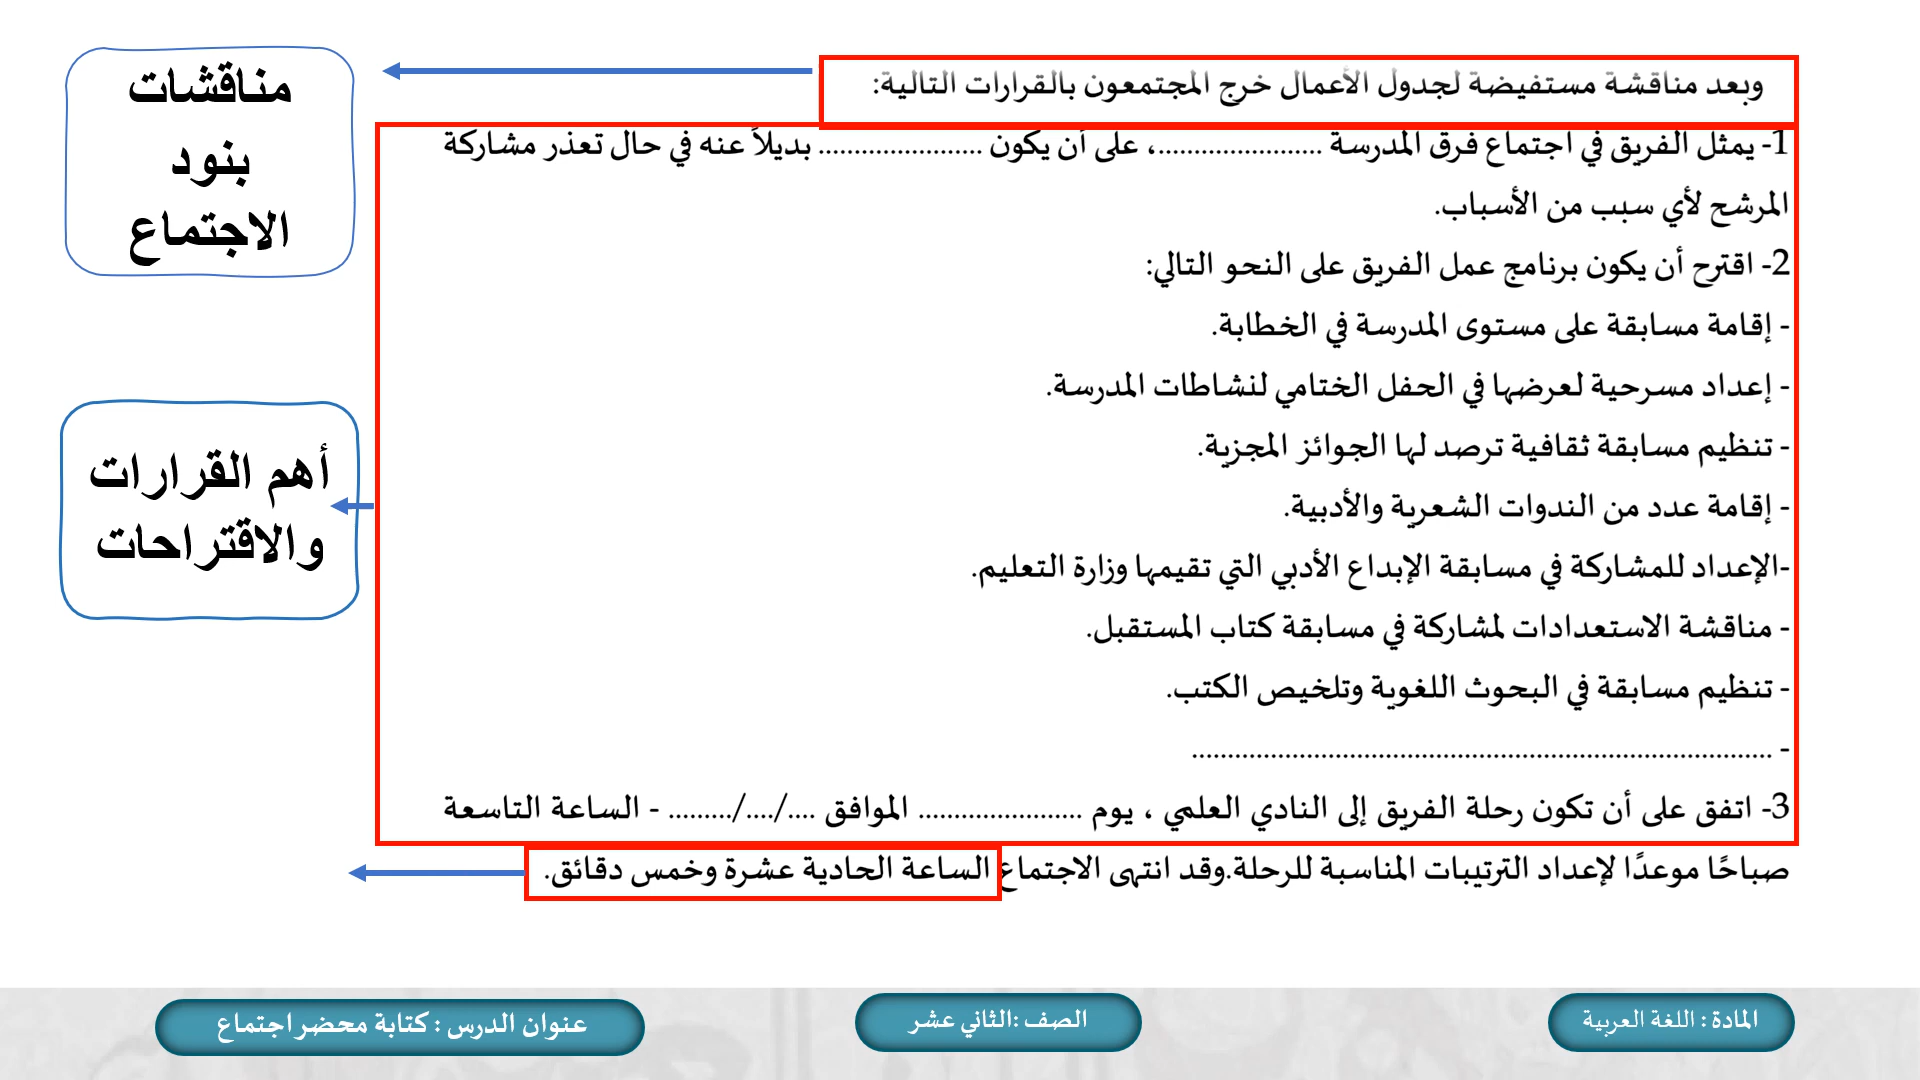 وبعد مناقشة مستفيضة لجدول الأعمال خرج المجتمعون بالقرارات التالية:
1- يمثل الفريق في اجتماع فرق المدرسة .......................، على أن يكون ....................... بديلاً عنه في حال تعذر مشاركة
المرشح لأي سبب من الأسباب.
2- اقترح أن يكون برنامج عمل الفريق على النحو التالي:
- إقامة مسابقة على مستوى المدرسة في الخطابة.
- إعداد مسرحية لعرضها في الحفل الختامي لنشاطات المدرسة.
- تنظيم مسابقة ثقافية ترصد لها الجوائز المجزية.
- إقامة عدد من الندوات الشعرية والأدبية.
-الإعداد للمشاركة في مسابقة الإبداع الأدبي التي تقيمها وزارة التعليم.
- مناقشة الاستعدادات لمشاركة في مسابقة كتاب المستقبل.
- تنظيم مسابقة في البحوث اللغوية وتلخيص الكتب.
- .................................................................................
3- اتفق على أن تكون رحلة الفريق إلى النادي العلمي ، يوم ....................... الموافق ..../..../......... - الساعة التاسعة
صباحًا موعدًا لإعداد الترتيبات المناسبة للرحلة.وقد انتهى الاجتماع الساعة الحادية عشرة وخمس دقائق.
مناقشات
بنود
الاجتماع
أهم القرارات
والاقتراحات
المادة : اللغة العربية
الصف :الثاني عشر
عنوان الدرس : كتابة محضر اجتماع